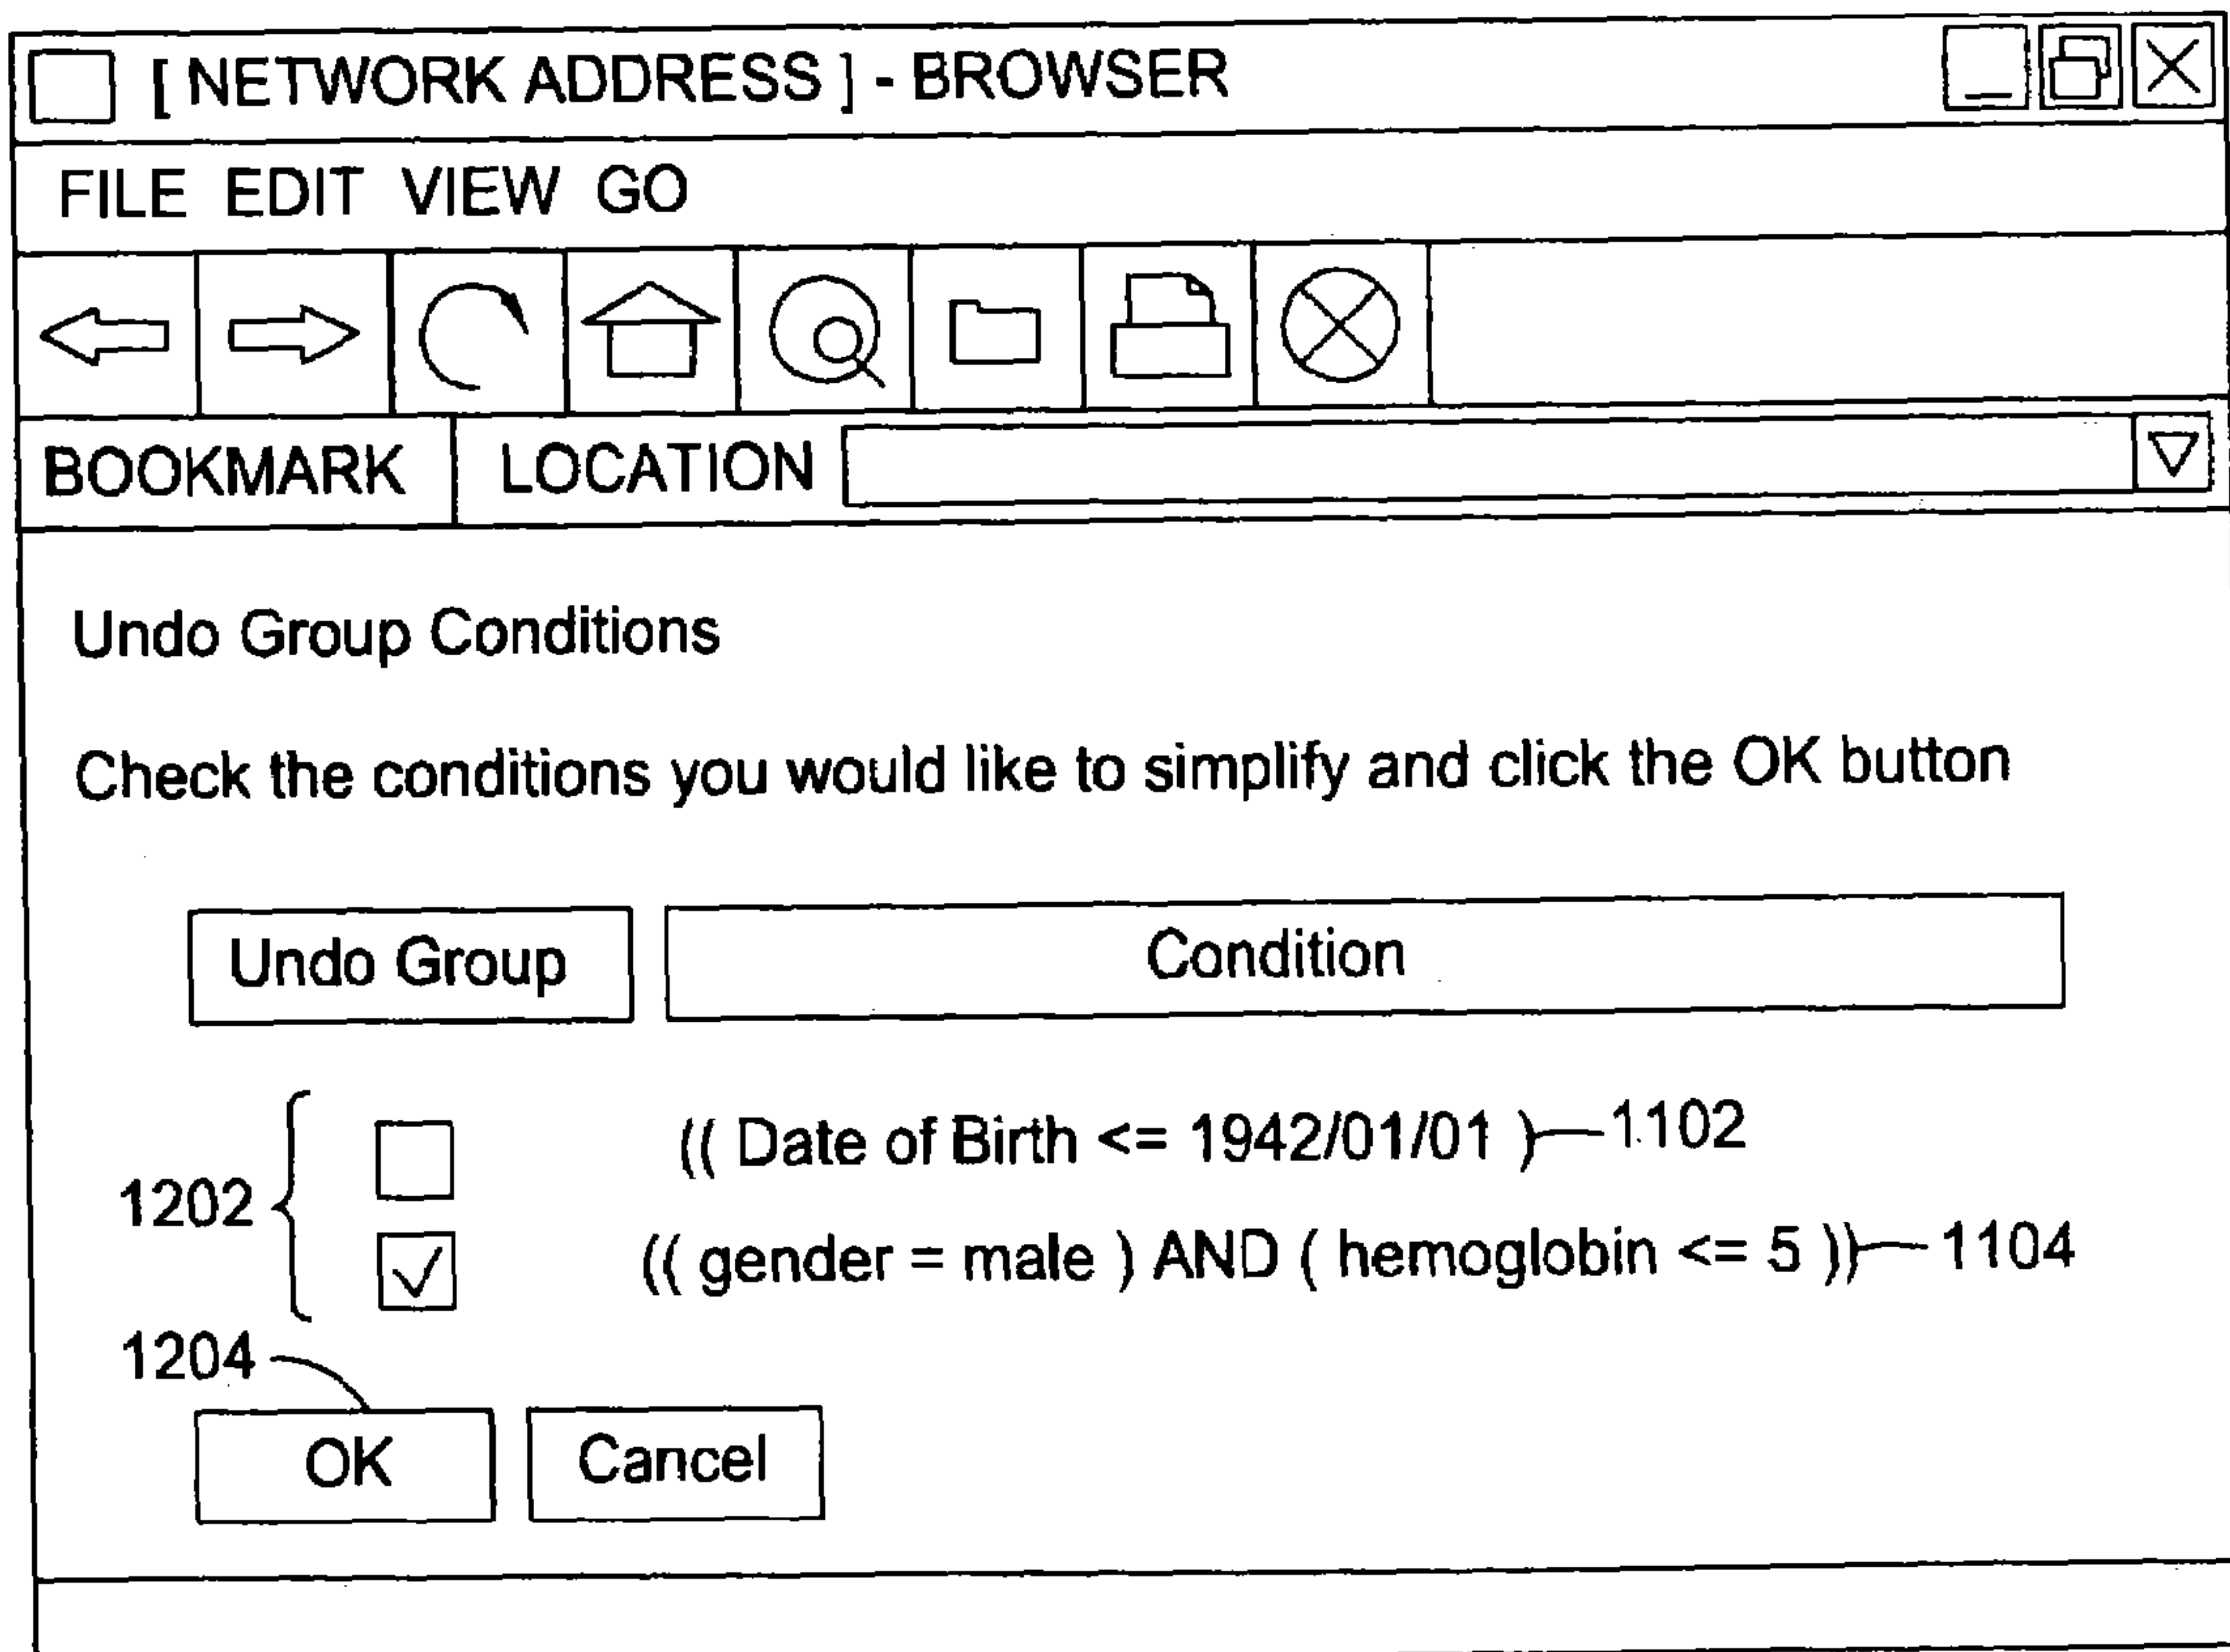 [ NETWORK ADDRESS ] - BROWSER
FILE EDIT VIEW GO
BOOKMARK LOCATION
Undo Group Conditions
Check the conditions you would like to simplify and click the OK button
Undo Group Condition
(( Date of Birth <= 1942/01/01 ) 1102
1202
(( gender = male ) AND ( hemoglobin <= 5 )) 1104
1204
OK Cancel